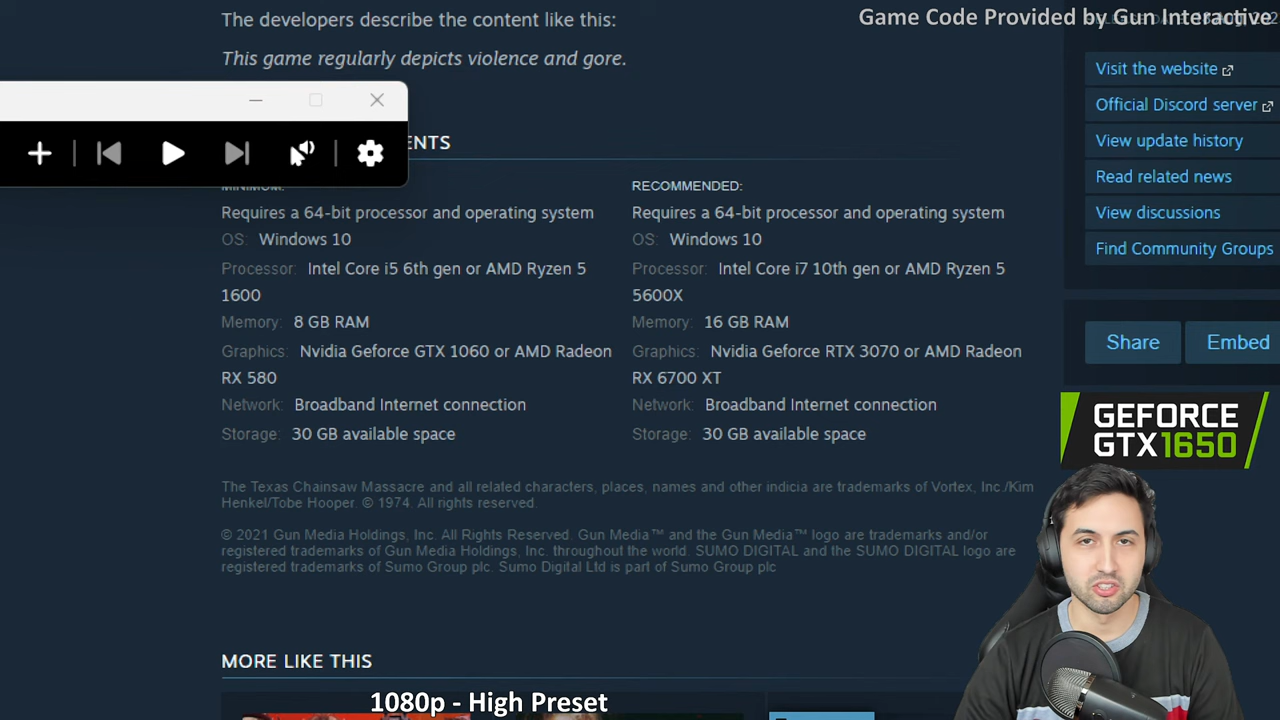 The developers describe the content like this:
Game Code Provided by Gun Interactive
This game regularly depicts violence and gore.
Visit the website
Official Discord server
View update history
Read related news
View discussions
Find Community Groups
ENTS
MINIMUM:
Requires a 64-bit processor and operating system
OS: Windows 10
Processor: Intel Core i5 6th gen or AMD Ryzen 5
1600
Memory: 8 GB RAM
Graphics: Nvidia Geforce GTX 1060 or AMD Radeon
RX 580
Network: Broadband Internet connection
Storage: 30 GB available space
RECOMMENDED:
Requires a 64-bit processor and operating system
OS: Windows 10
Processor: Intel Core i7 10th gen or AMD Ryzen 5
5600X
Memory: 16 GB RAM
Graphics: Nvidia Geforce RTX 3070 or AMD Radeon
RX 6700 XT
Network: Broadband Internet connection
Storage: 30 GB available space
Share
Embed
GEFORCE
GTX1650
The Texas Chainsaw Massacre and all related characters, places, names and other indicia are trademarks of Vortex, Inc./Kim
Henkel/Tobe Hooper. © 1974. All rights reserved.
© 2021 Gun Media Holdings, Inc. All Rights Reserved. Gun Media™ and the Gun Media™ logo are trademarks and/or
registered trademarks of Gun Media Holdings, Inc. throughout the world. SUMO DIGITAL and the SUMO DIGITAL logo are
registered trademarks of Sumo Group plc. Sumo Digital Ltd is part of Sumo Group plc
MORE LIKE THIS
1080p - High Preset